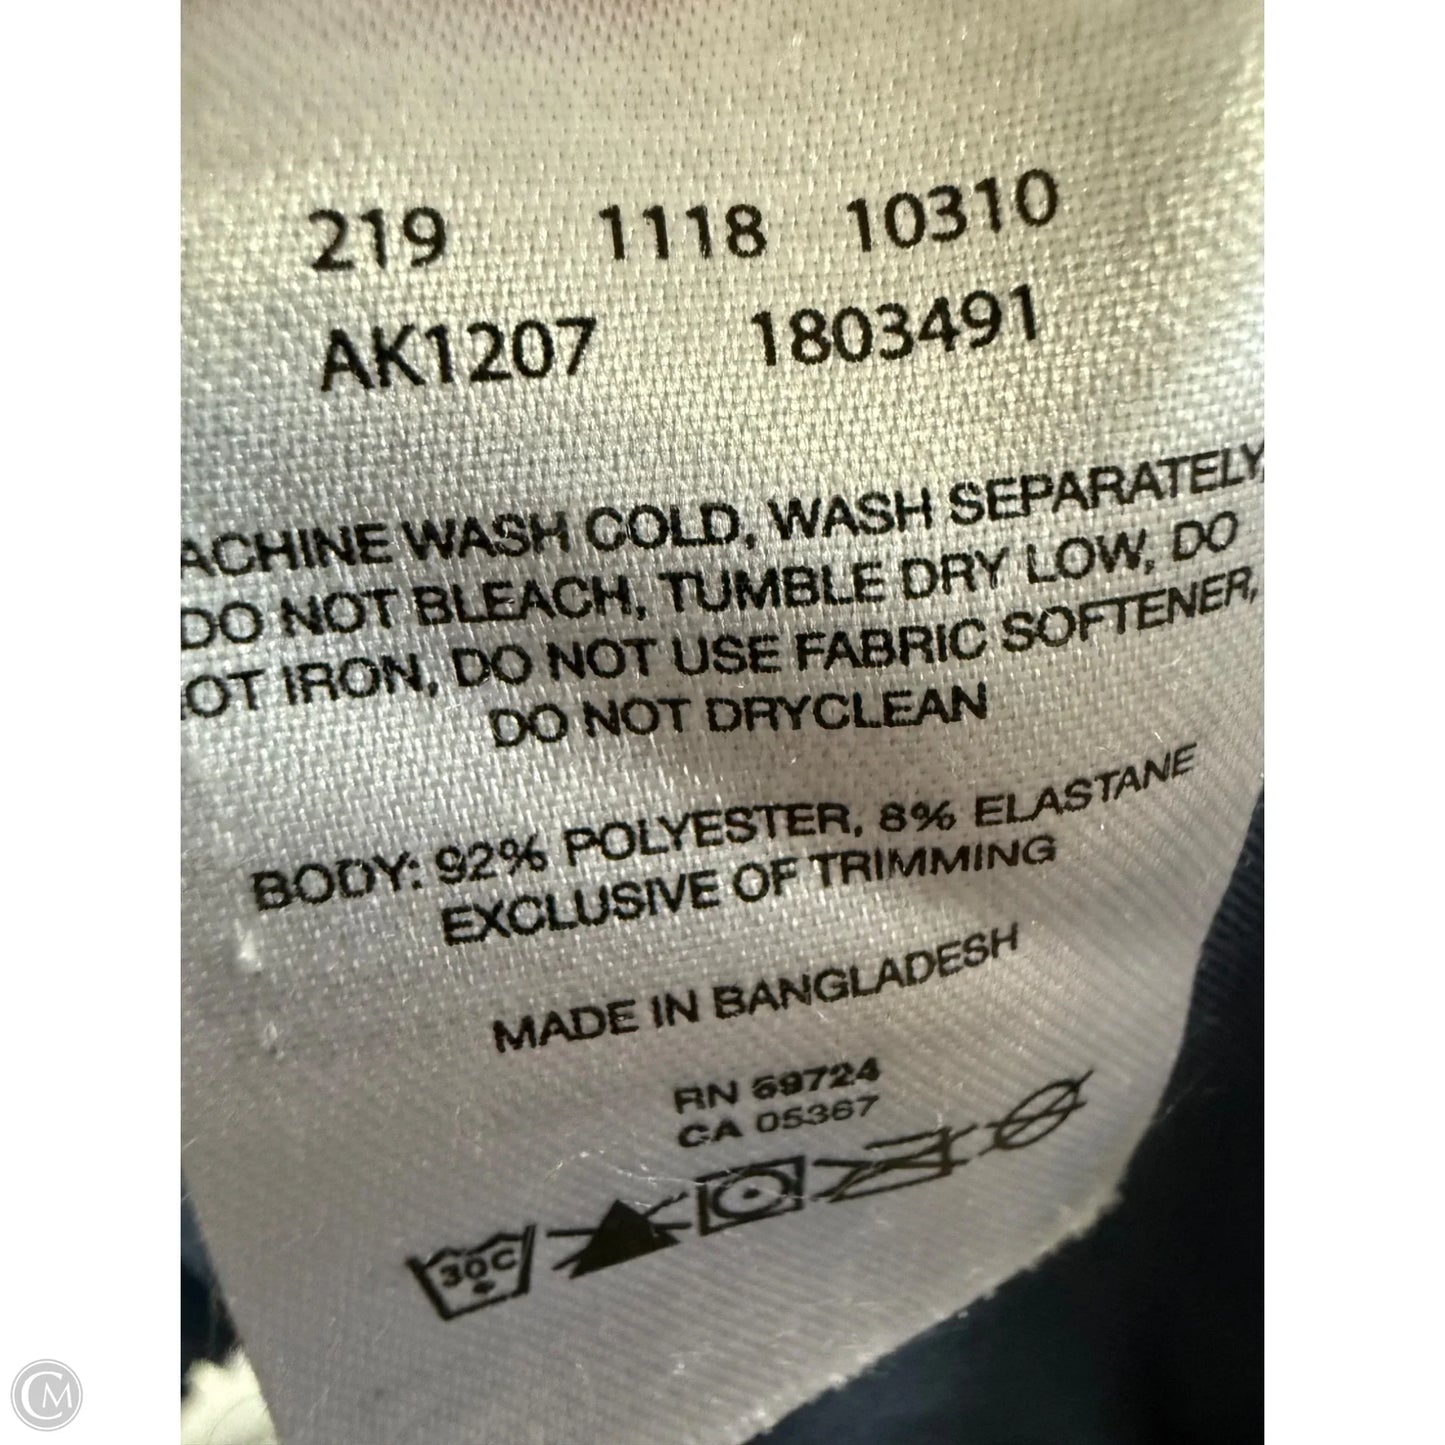 219 1118 10310
AK1207 1803491
ACHINE WASH COLD, WASH SEPARATELY,
DO NOT BLEACH, TUMBLE DRY LOW, DO
OT IRON, DO NOT USE FABRIC SOFTENER,
DO NOT DRYCLEAN
BODY: 92% POLYESTER, 8% ELASTANE
EXCLUSIVE OF TRIMMING
MADE IN BANGLADESH
RN 59724
CA 05367
30C
CM